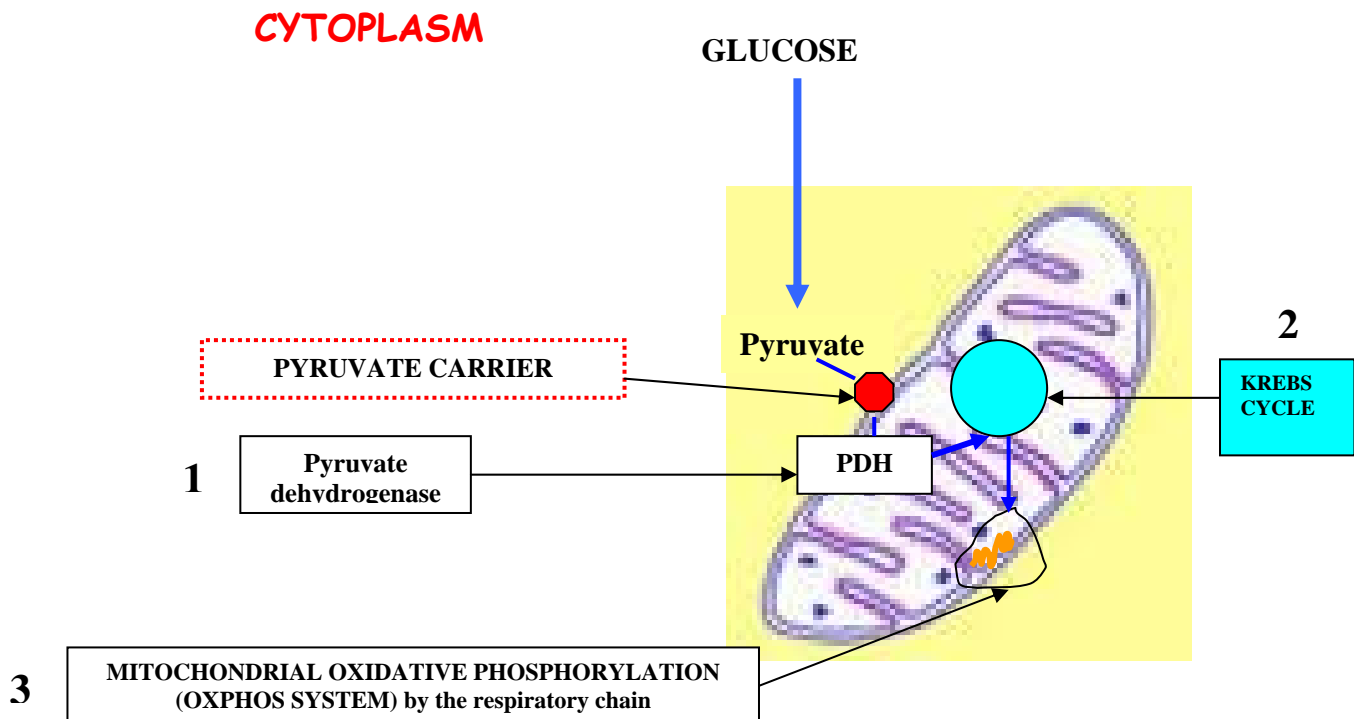 CYTOPLASM
GLUCOSE
Pyruvate
PYRUVATE CARRIER
2
KREBS
CYCLE
1
Pyruvate
dehydrogenase
PDH
3
MITOCHONDRIAL OXIDATIVE PHOSPHORYLATION
(OXPHOS SYSTEM) by the respiratory chain